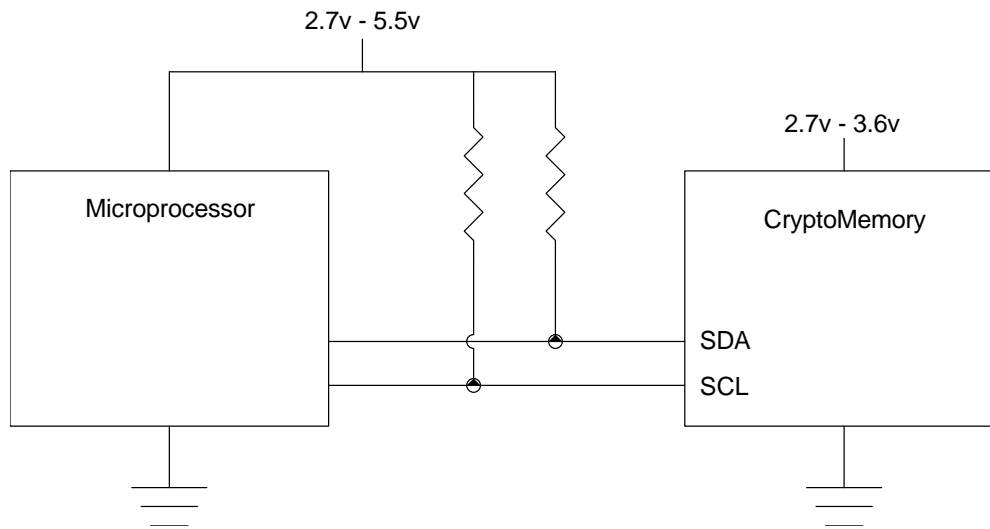 2.7v - 5.5v
2.7v - 3.6v
Microprocessor
CryptoMemory
SDA
SCL